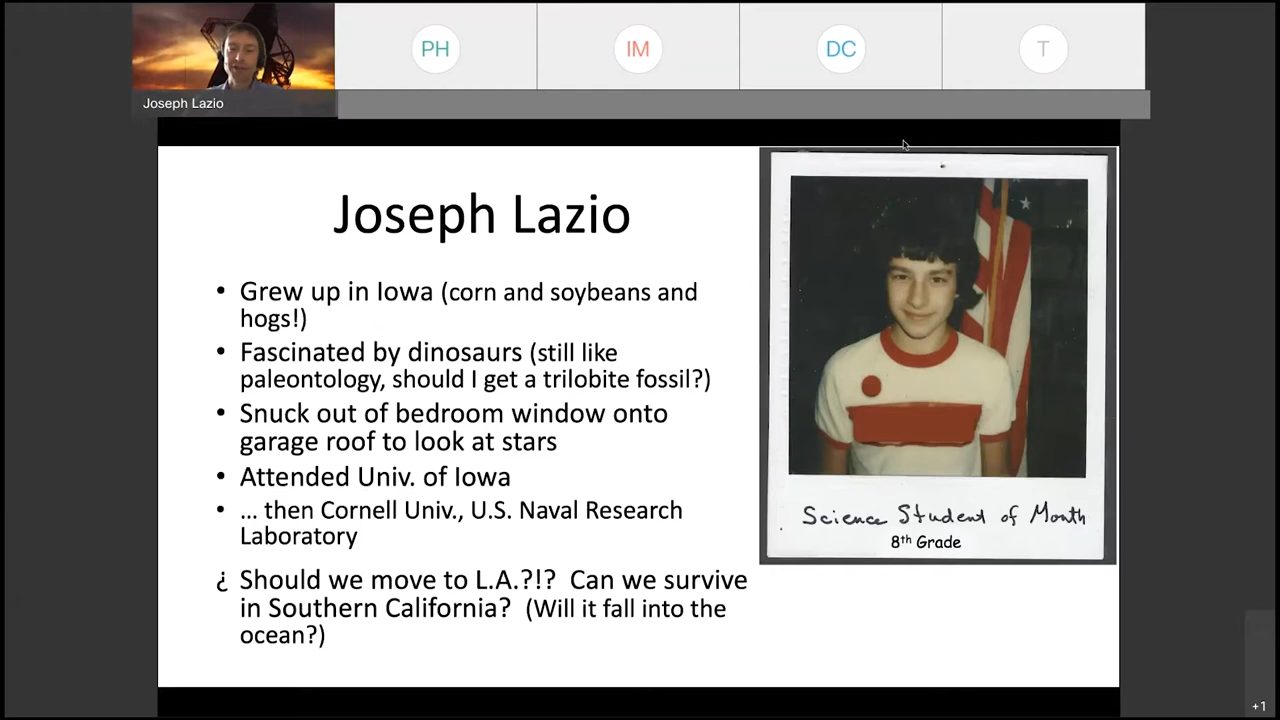 PH
IM
DC
T
Joseph Lazio
Joseph Lazio
• Grew up in Iowa (corn and soybeans and
hogs!)
• Fascinated by dinosaurs (still like
paleontology, should I get a trilobite fossil?)
• Snuck out of bedroom window onto
garage roof to look at stars
• Attended Univ. of Iowa
• … then Cornell Univ., U.S. Naval Research
Laboratory
¿ Should we move to L.A.?!? Can we survive
in Southern California? (Will it fall into the
ocean?)
Science Student of Month
8th Grade
+1